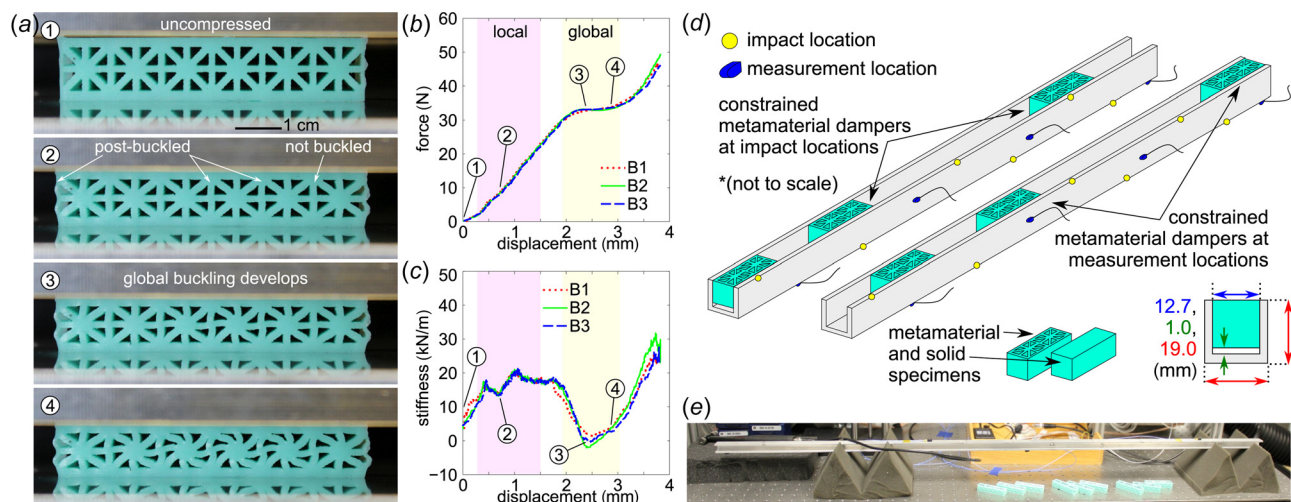 (a)
1
uncompressed
1 cm
2
post-buckled
not buckled
3
global buckling develops
4
(b)
60
50
40
30
20
10
0
force (N)
local
global
1
2
3
4
B1
B2
B3
0 1 2 3 4
displacement (mm)
(c)
50
40
30
20
10
0
−10
stiffness (kN/m)
B1
B2
B3
1
2
3
4
0 1 2 3 4
displacement (mm)
(d)
impact location
measurement location
constrained
metamaterial dampers
at impact locations
*(not to scale)
constrained
metamaterial dampers at
measurement locations
metamaterial
and solid
specimens
12.7,
1.0,
19.0
(mm)
(e)